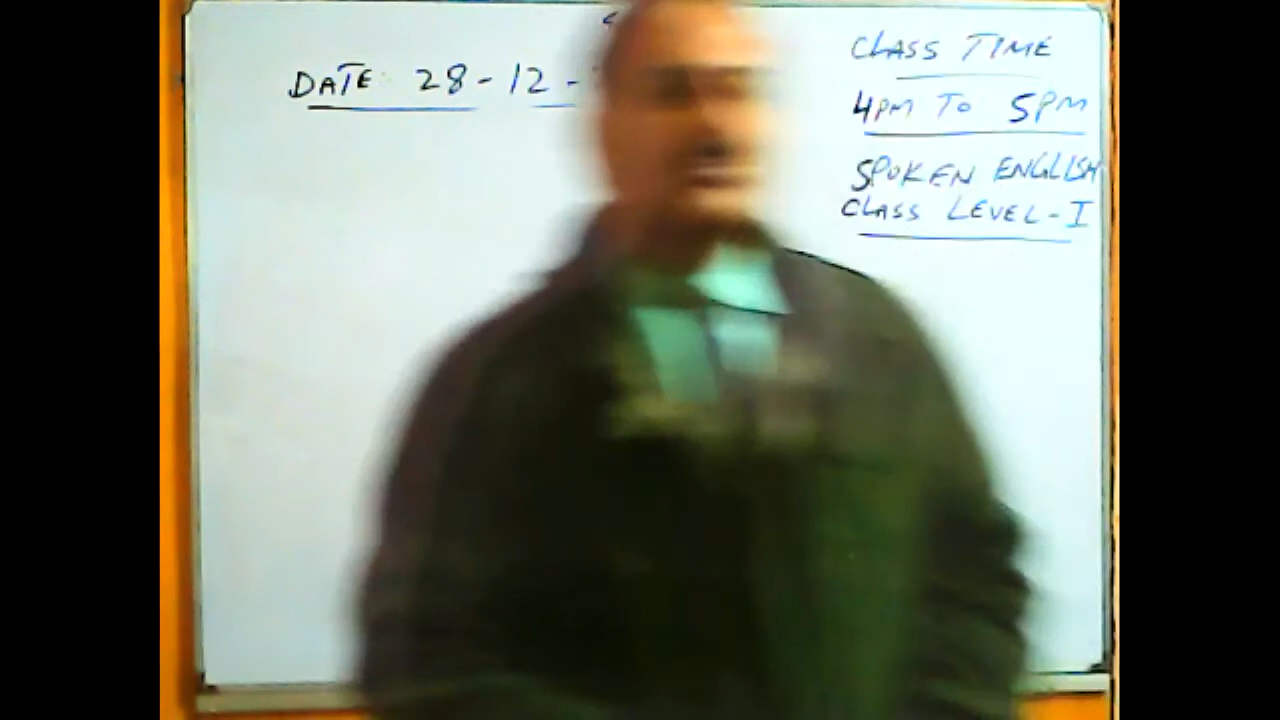 DATE: 28-12-
CLASS TIME
4PM TO 5PM
SPOKEN ENGLISH
CLASS LEVEL-I